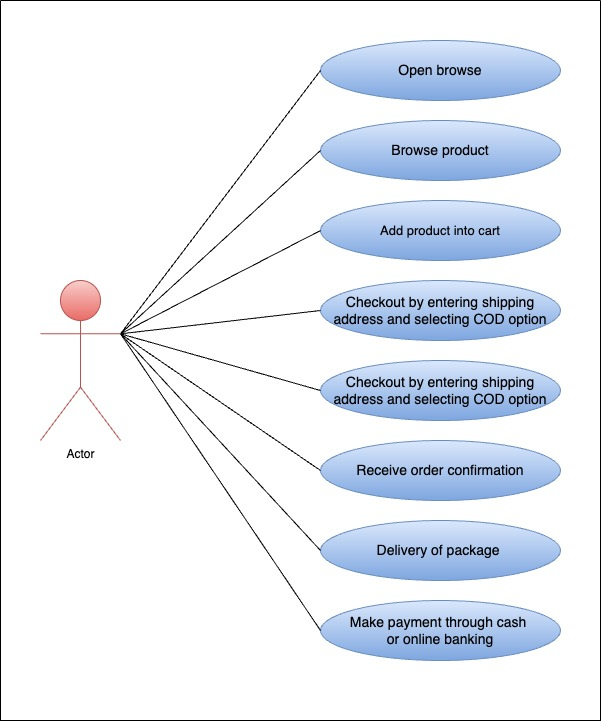 Open browse
Browse product
Add product into cart
Checkout by entering shipping
address and selecting COD option
Checkout by entering shipping
address and selecting COD option
Actor
Receive order confirmation
Delivery of package
Make payment through cash
or online banking